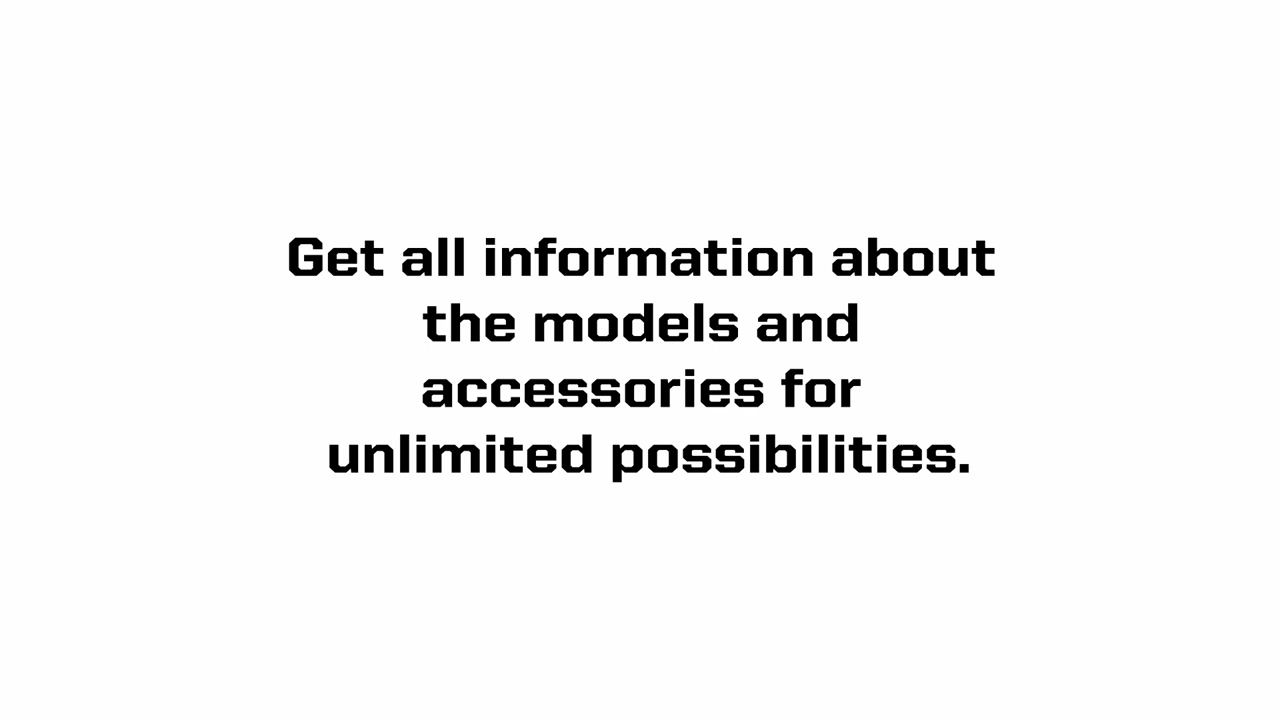 Get all information about
the models and
accessories for
unlimited possibilities.